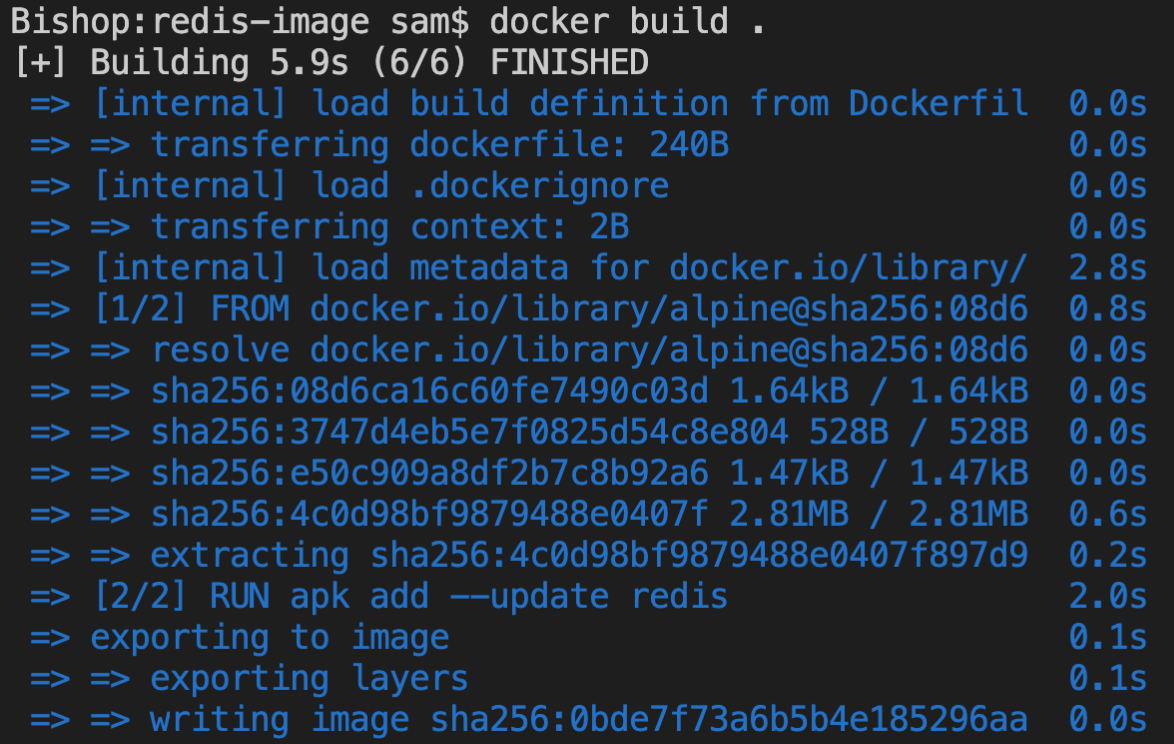 Bishop:redis-image sam$ docker build .
[+] Building 5.9s (6/6) FINISHED
=> [internal] load build definition from Dockerfil 0.0s
=> => transferring dockerfile: 240B 0.0s
=> [internal] load .dockerignore 0.0s
=> => transferring context: 2B 0.0s
=> [internal] load metadata for docker.io/library/ 2.8s
=> [1/2] FROM docker.io/library/alpine@sha256:08d6 0.8s
=> => resolve docker.io/library/alpine@sha256:08d6 0.0s
=> => sha256:08d6ca16c60fe7490c03d 1.64kB / 1.64kB 0.0s
=> => sha256:3747d4eb5e7f0825d54c8e804 528B / 528B 0.0s
=> => sha256:e50c909a8df2b7c8b92a6 1.47kB / 1.47kB 0.0s
=> => sha256:4c0d98bf9879488e0407f 2.81MB / 2.81MB 0.6s
=> => extracting sha256:4c0d98bf9879488e0407f897d9 0.2s
=> [2/2] RUN apk add --update redis 2.0s
=> exporting to image 0.1s
=> => exporting layers 0.1s
=> => writing image sha256:0bde7f73a6b5b4e185296aa 0.0s